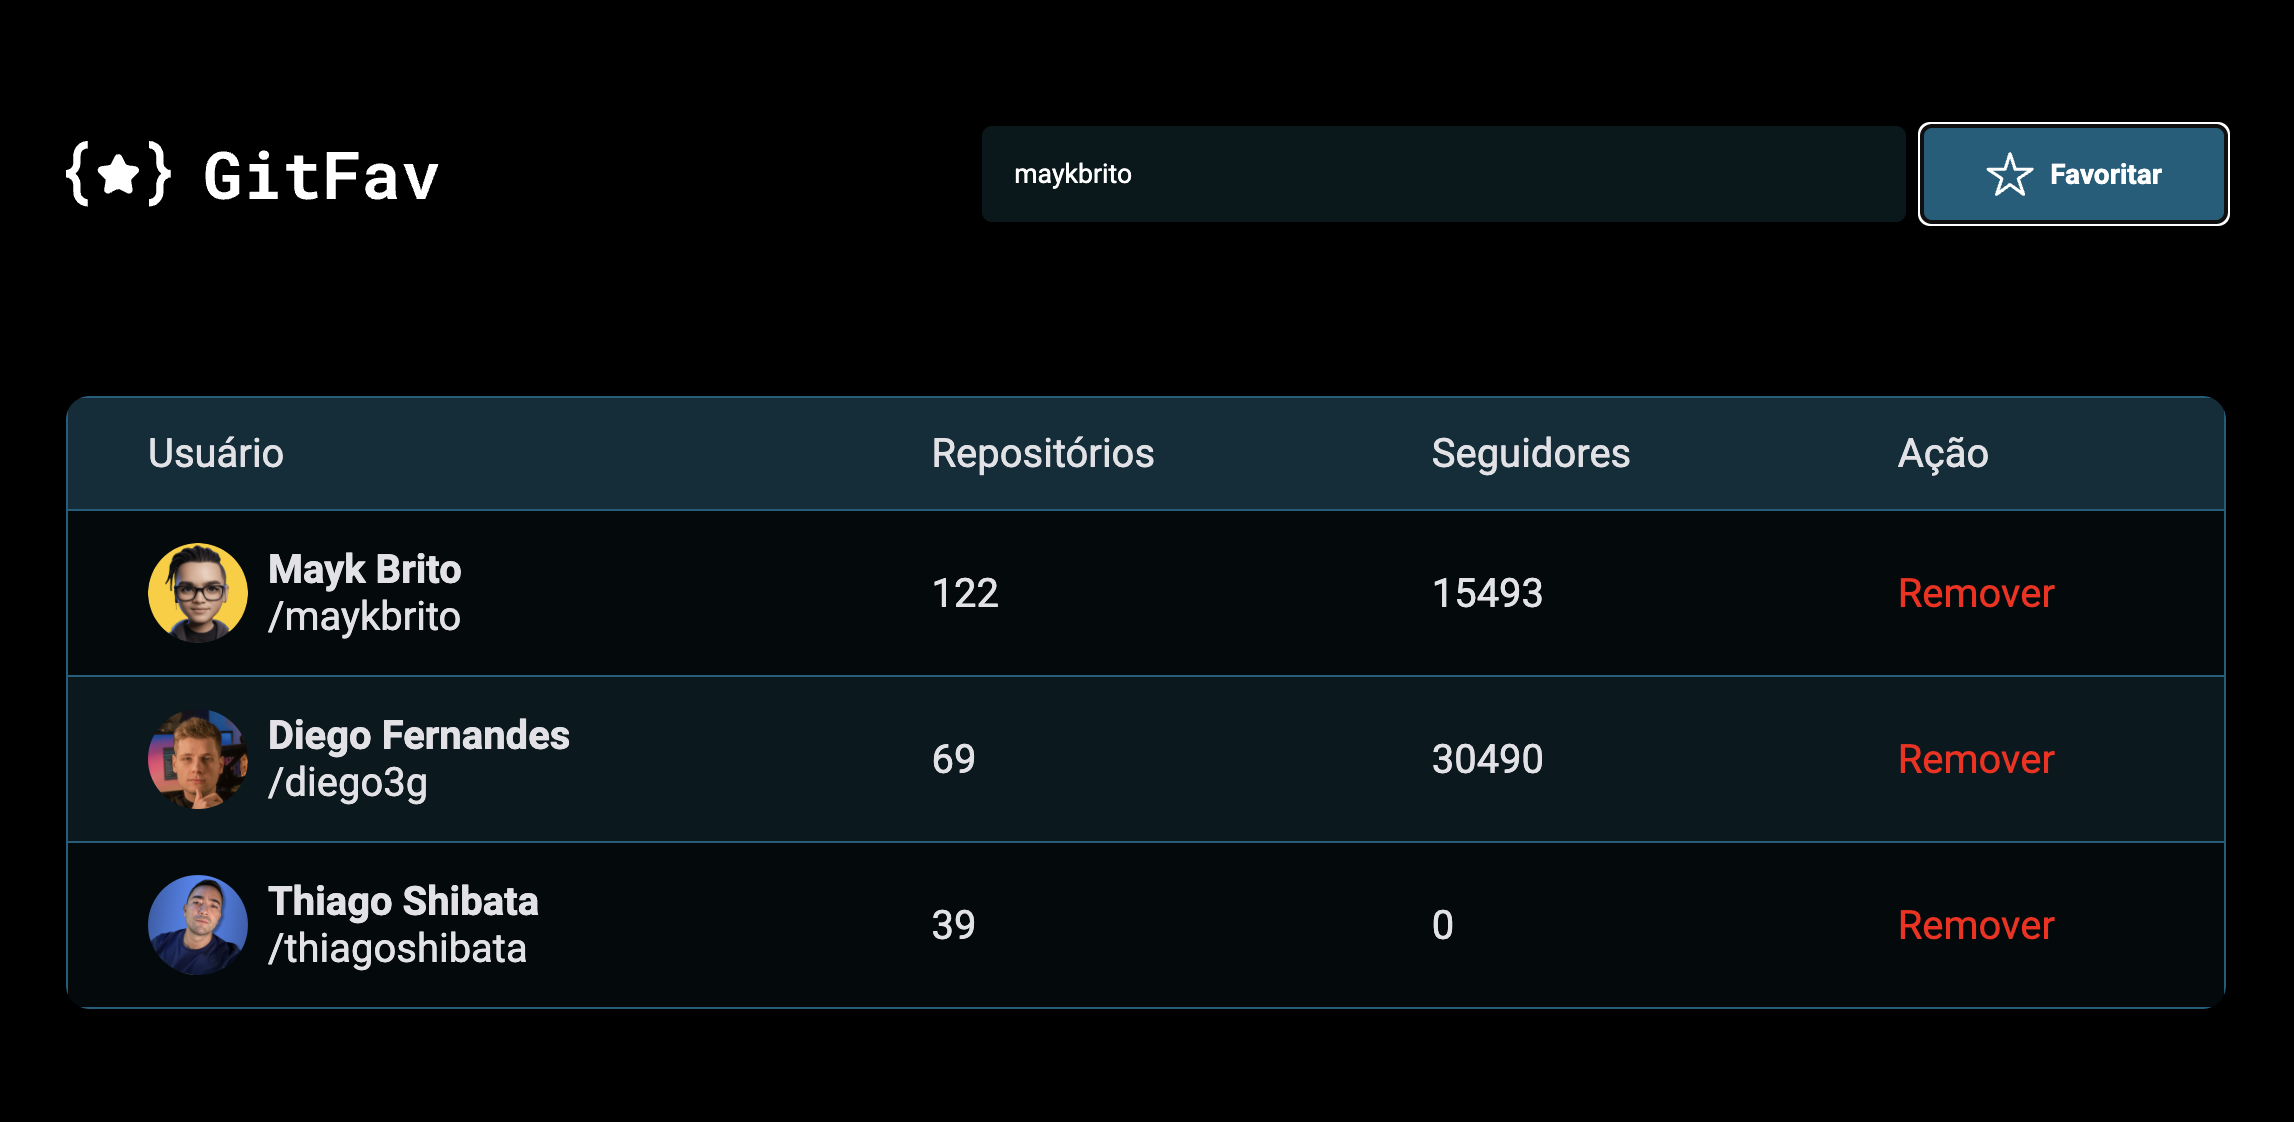 {★} GitFav
maykbrito
Favoritar
Usuário Repositórios Seguidores Ação
Mayk Brito
/maykbrito
122 15493 Remover
Diego Fernandes
/diego3g
69 30490 Remover
Thiago Shibata
/thiagoshibata
39 0 Remover